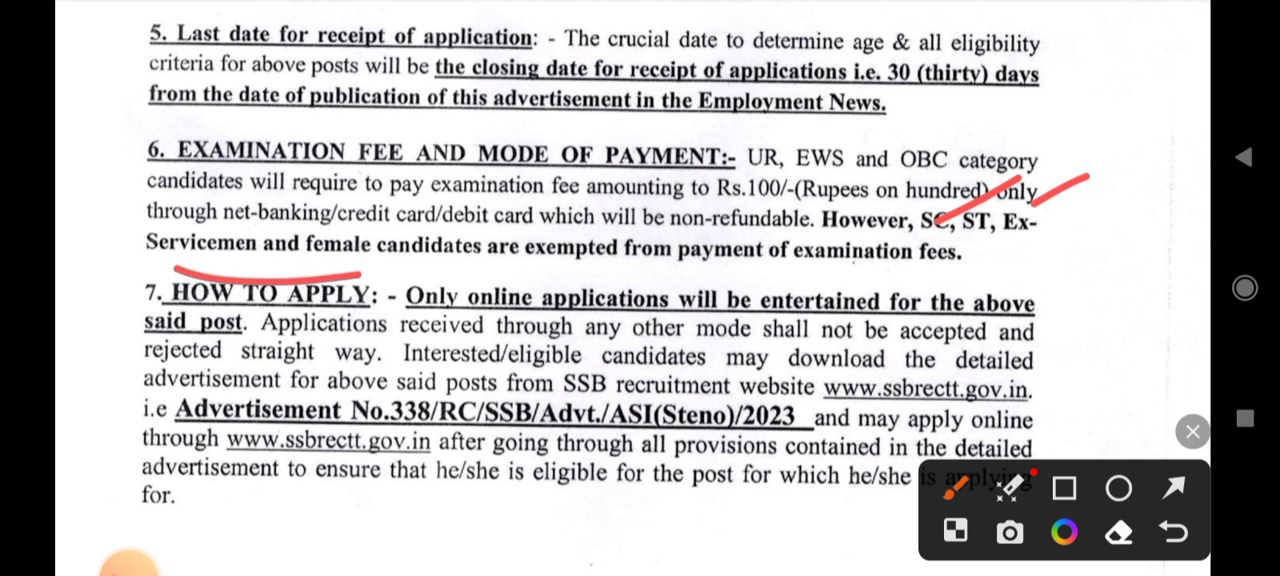 5. Last date for receipt of application: - The crucial date to determine age & all eligibility
criteria for above posts will be the closing date for receipt of applications i.e. 30 (thirty) days
from the date of publication of this advertisement in the Employment News.
6. EXAMINATION FEE AND MODE OF PAYMENT:- UR, EWS and OBC category
candidates will require to pay examination fee amounting to Rs.100/-(Rupees on hundred) only
through net-banking/credit card/debit card which will be non-refundable. However, SC, ST, Ex-
Servicemen and female candidates are exempted from payment of examination fees.
7. HOW TO APPLY: - Only online applications will be entertained for the above
said post. Applications received through any other mode shall not be accepted and
rejected straight way. Interested/eligible candidates may download the detailed
advertisement for above said posts from SSB recruitment website www.ssbrectt.gov.in.
i.e Advertisement No.338/RC/SSB/Advt./ASI(Steno)/2023 and may apply online
through www.ssbrectt.gov.in after going through all provisions contained in the detailed
advertisement to ensure that he/she is eligible for the post for which he/she is applying
for.